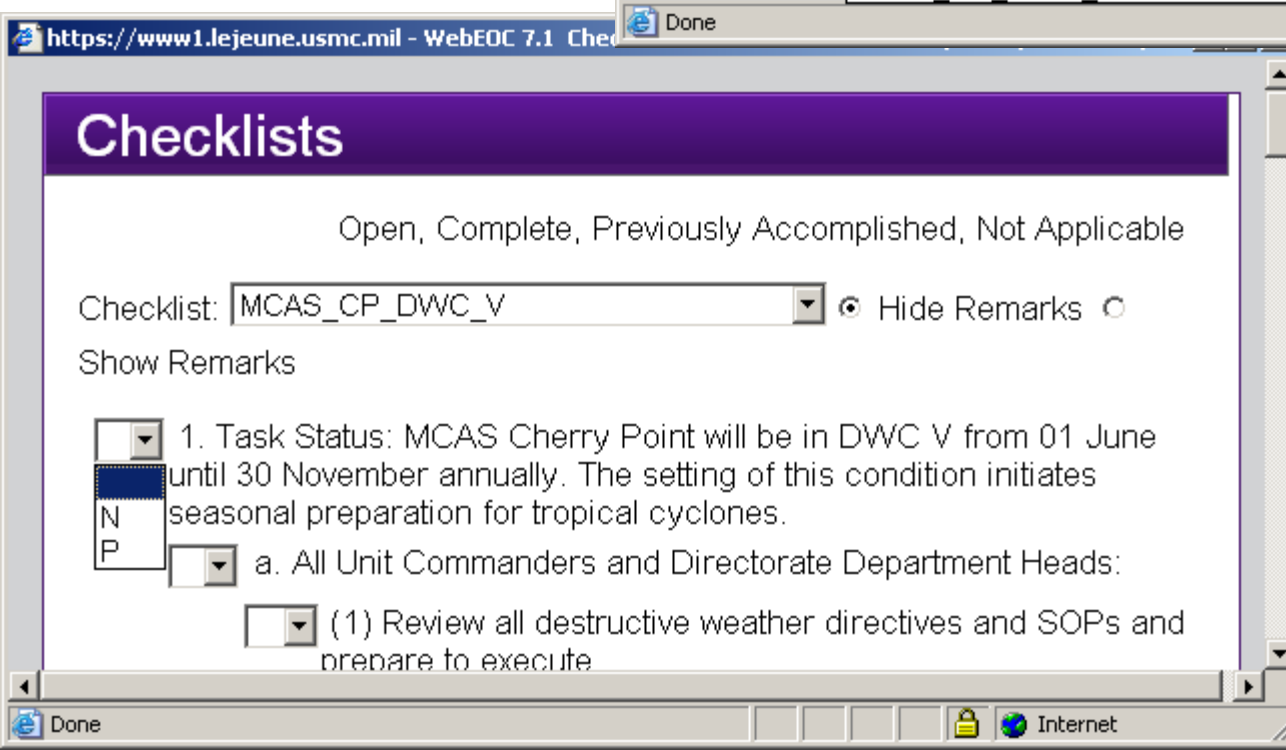 Done
https://www1.lejeune.usmc.mil - WebEOC 7.1 Chec
Checklists
Open, Complete, Previously Accomplished, Not Applicable
Checklist: MCAS_CP_DWC_V Hide Remarks
Show Remarks
1. Task Status: MCAS Cherry Point will be in DWC V from 01 June
until 30 November annually. The setting of this condition initiates
N seasonal preparation for tropical cyclones.
P
a. All Unit Commanders and Directorate Department Heads:
(1) Review all destructive weather directives and SOPs and
prepare to execute
Done Internet